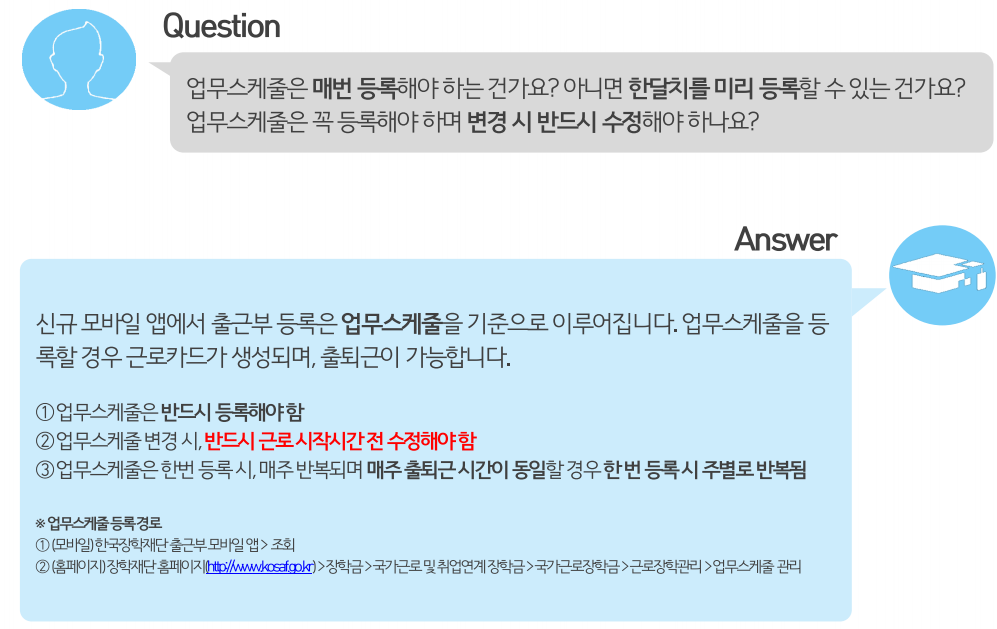 Question
업무스케줄은 매번 등록해야 하는 건가요? 아니면 한달치를 미리 등록할 수 있는 건가요?
업무스케줄은 꼭 등록해야 하며 변경 시 반드시 수정해야 하나요?
Answer
신규 모바일 앱에서 출근부 등록은 업무스케줄을 기준으로 이루어집니다. 업무스케줄을 등
록할 경우 근로카드가 생성되며, 출퇴근이 가능합니다.
① 업무스케줄은 반드시 등록해야 함
② 업무스케줄 변경 시, 반드시 근로 시작시간 전 수정해야 함
③ 업무스케줄은 한번 등록 시, 매주 반복되며 매주 출퇴근 시간이 동일할 경우 한 번 등록 시 주별로 반복됨
※ 업무스케줄 등록 경로
① (모바일) 한국장학재단 출근부 모바일 앱 > 조회
② (홈페이지) 장학재단 홈페이지(http://www.kosaf.go.kr) > 장학금 > 국가근로 및 취업연계 장학금 > 국가근로장학금 > 근로장학관리 > 업무스케줄 관리